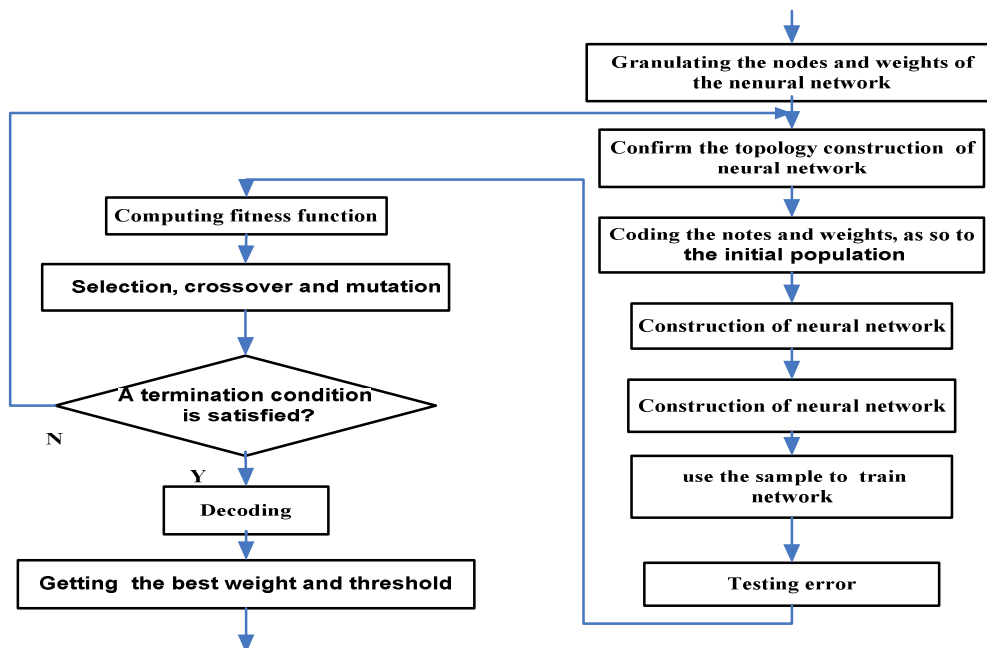 Granulating the nodes and weights of
the nenural network
Confirm the topology construction of
neural network
Coding the notes and weights, as so to
the initial population
Construction of neural network
Construction of neural network
use the sample to train
network
Testing error
Computing fitness function
Selection, crossover and mutation
A termination condition
is satisfied?
N
Y
Decoding
Getting the best weight and threshold